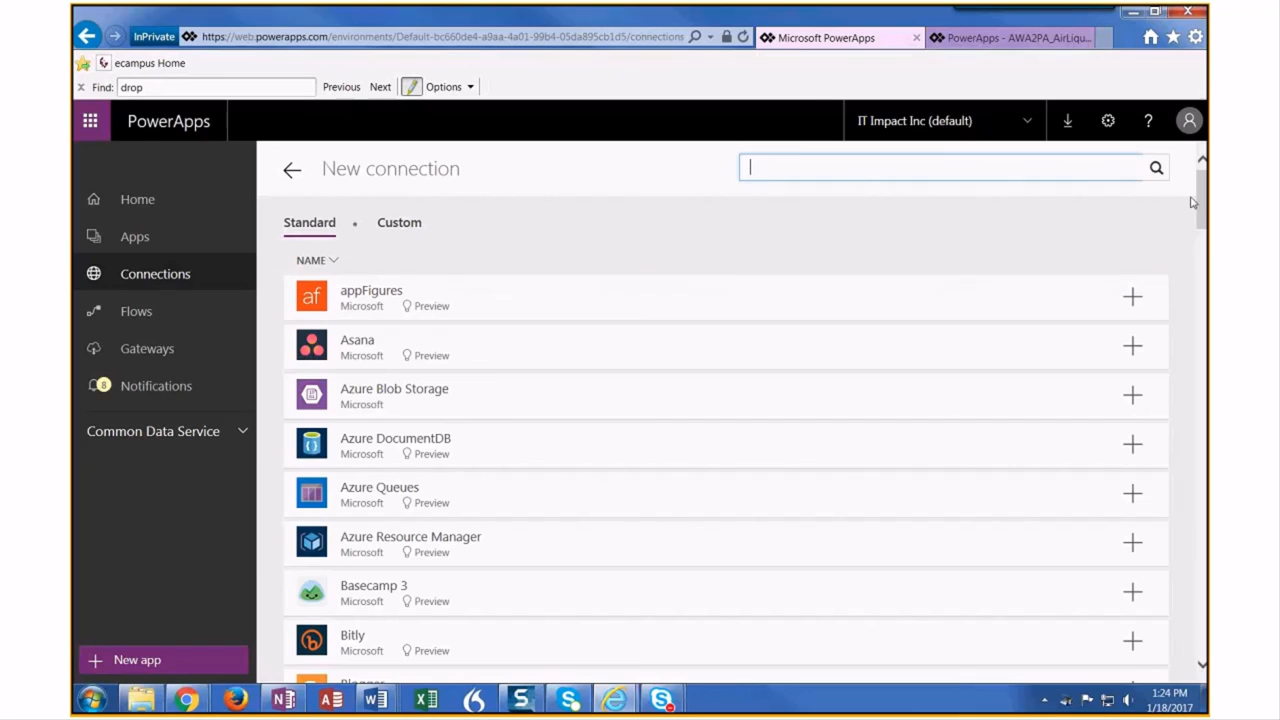 InPrivate https://web.powerapps.com/environments/Default-bc660de4-a9aa-4a01-99b4-05da895cb1d5/connections Microsoft PowerApps PowerApps - AWA2PA_AirLiqu...
ecampus Home
Find: drop Previous Next Options
PowerApps IT Impact Inc (default) ?
New connection
Home
Apps
Connections
Flows
Gateways
8 Notifications
Common Data Service
New app
Standard • Custom
NAME
af appFigures
Microsoft Preview
Asana
Microsoft Preview
Azure Blob Storage
Microsoft
Azure DocumentDB
Microsoft Preview
Azure Queues
Microsoft Preview
Azure Resource Manager
Microsoft Preview
Basecamp 3
Microsoft Preview
Bitly
Microsoft Preview
Blogger
1:24 PM
1/18/2017